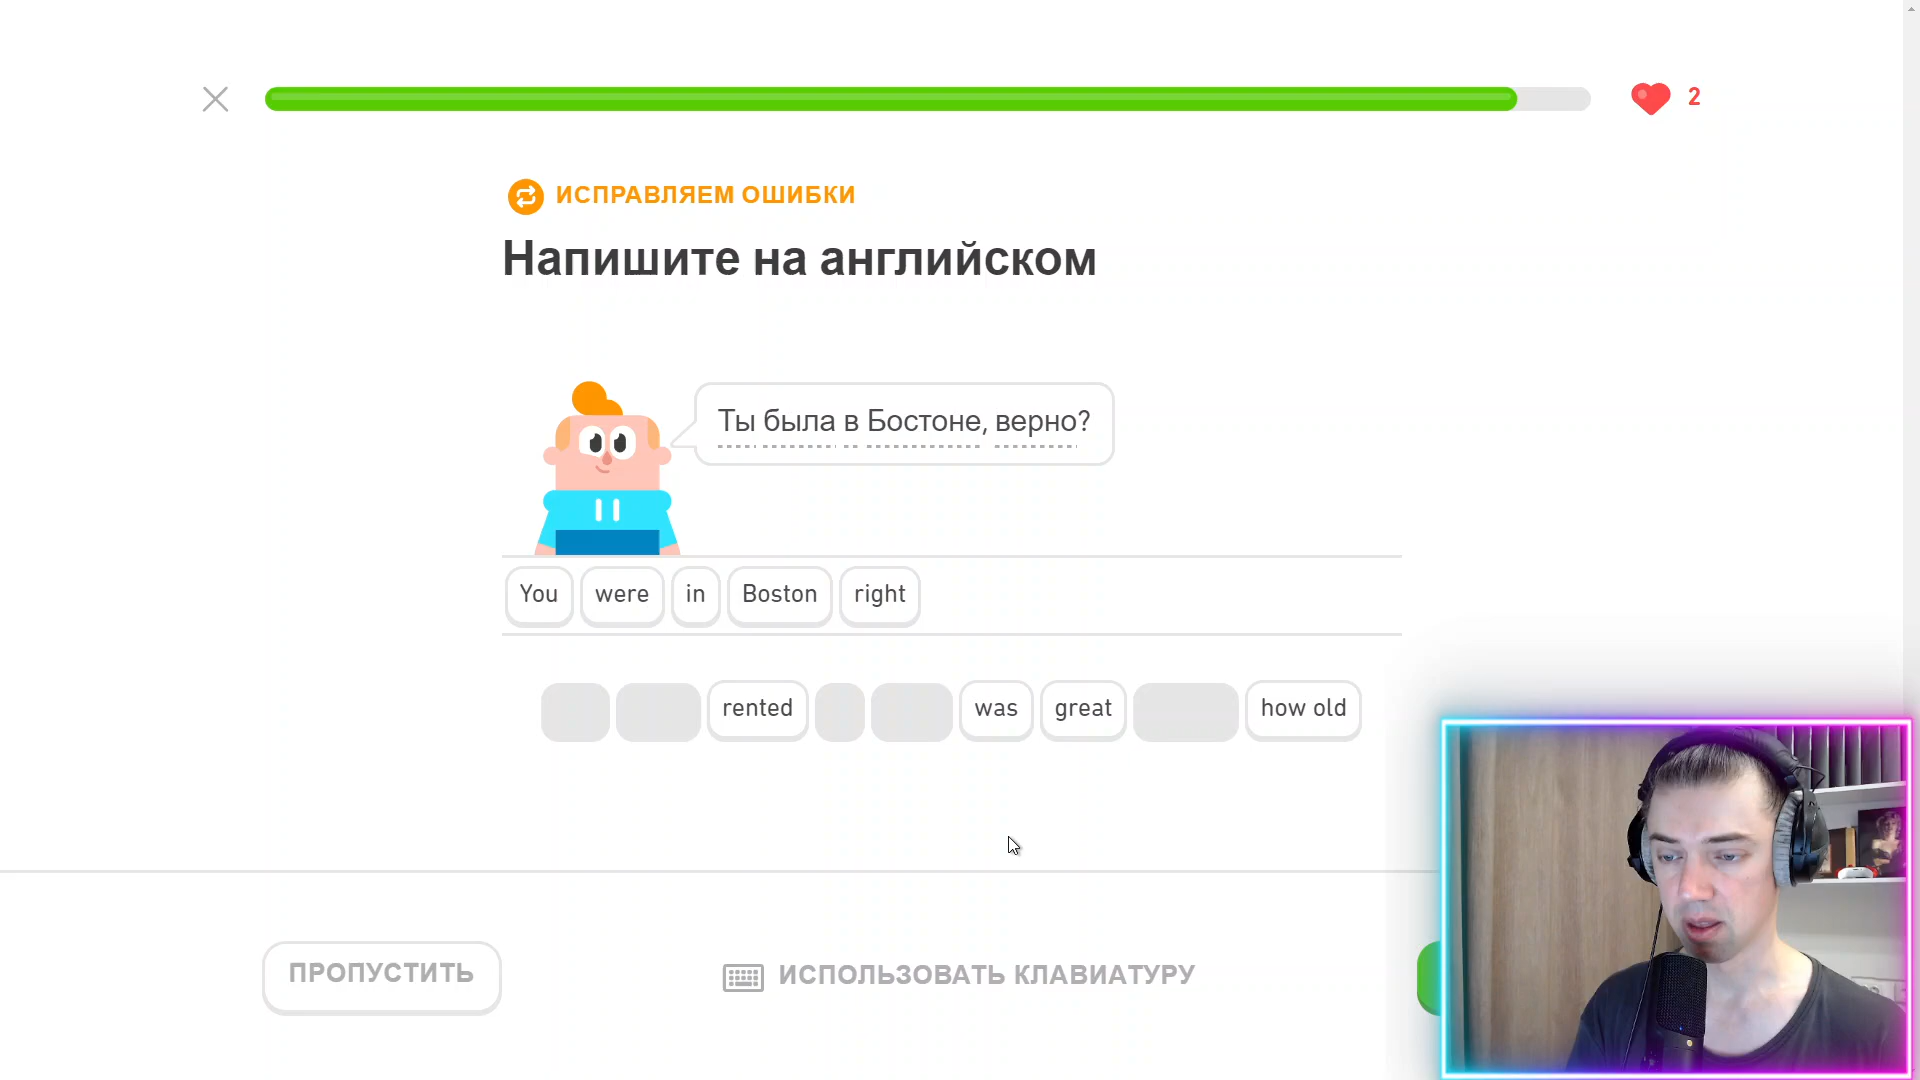 2
ИСПРАВЛЯЕМ ОШИБКИ
Напишите на английском
Ты была в Бостоне, верно?
You were in Boston right
rented was great how old
ПРОПУСТИТЬ ИСПОЛЬЗОВАТЬ КЛАВИАТУРУ